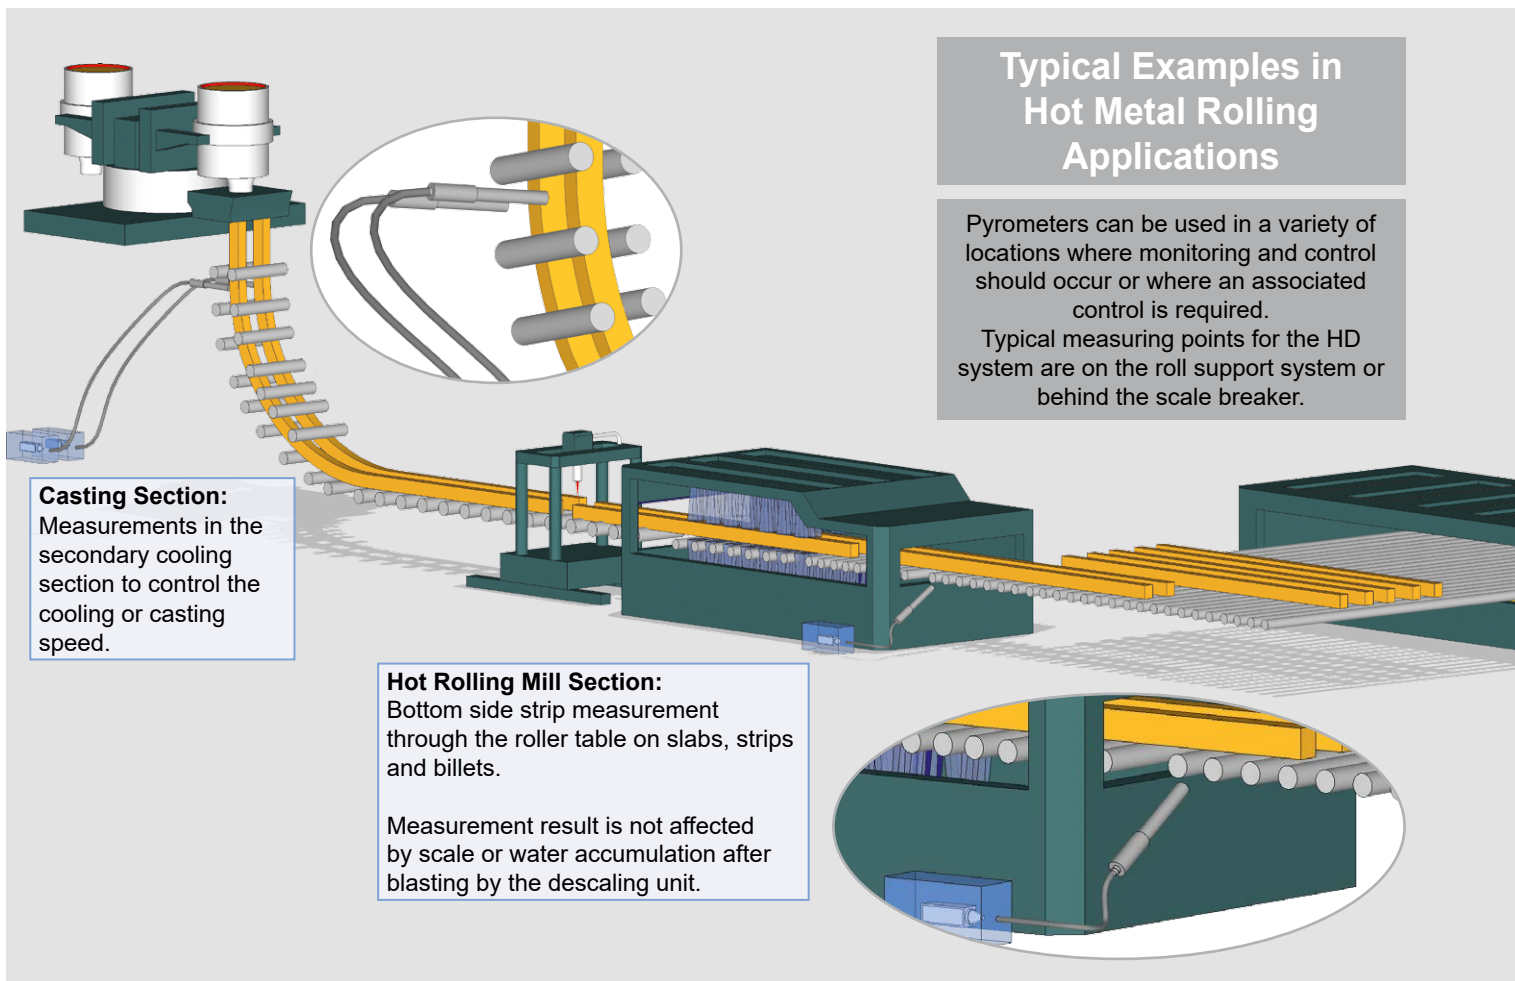 Typical Examples in
Hot Metal Rolling
Applications
Pyrometers can be used in a variety of
locations where monitoring and control
should occur or where an associated
control is required.
Typical measuring points for the HD
system are on the roll support system or
behind the scale breaker.
Casting Section:
Measurements in the
secondary cooling
section to control the
cooling or casting
speed.
Hot Rolling Mill Section:
Bottom side strip measurement
through the roller table on slabs, strips
and billets.
Measurement result is not affected
by scale or water accumulation after
blasting by the descaling unit.